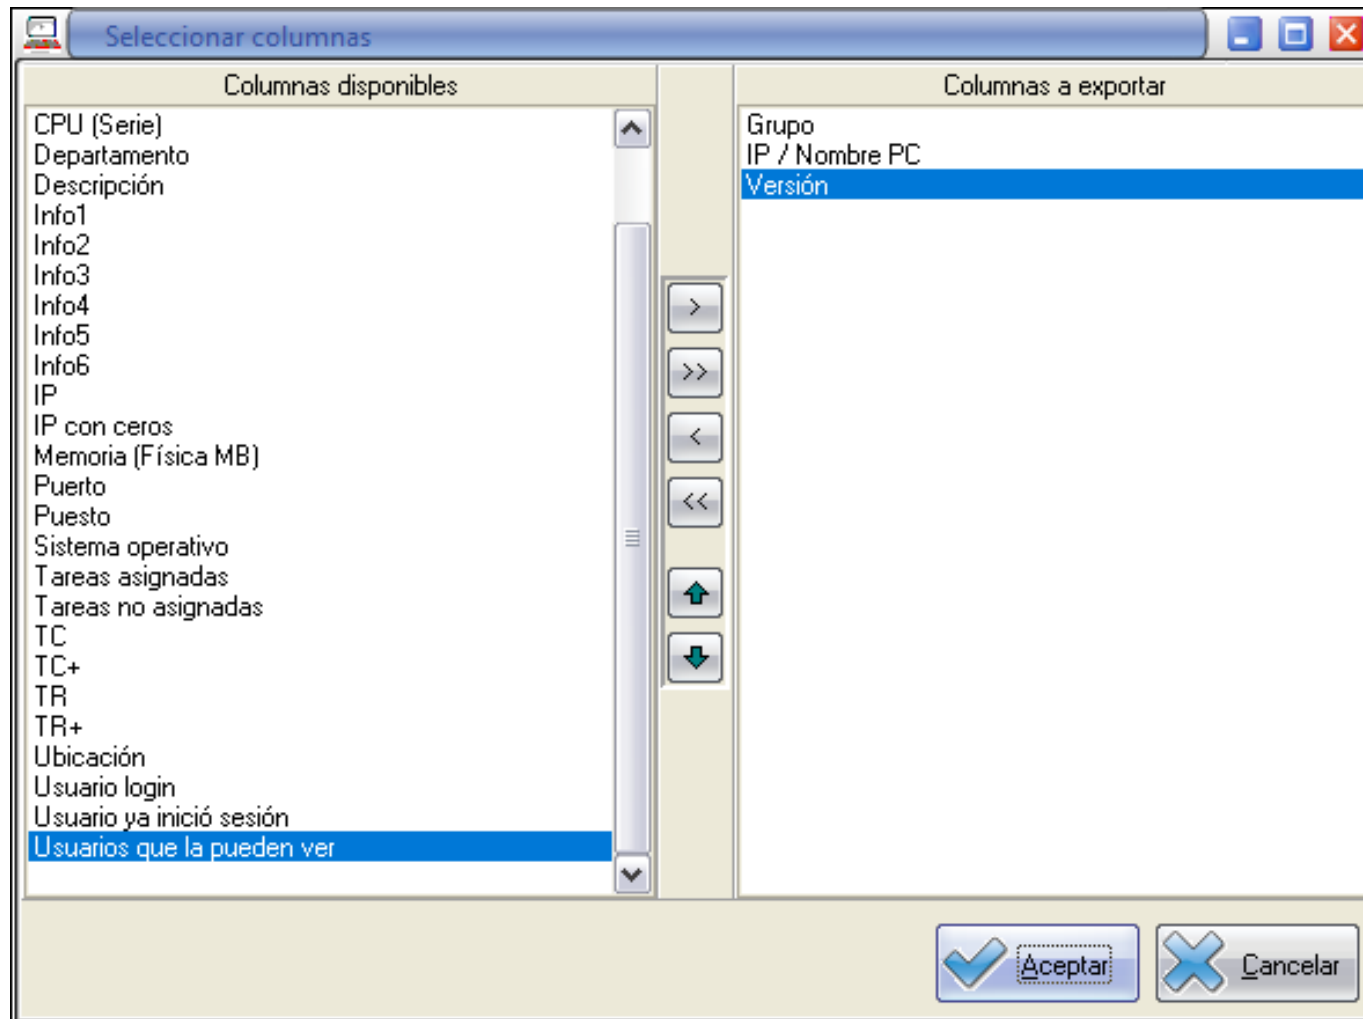 Seleccionar columnas
Columnas disponibles
CPU (Serie)
Departamento
Descripción
Info1
Info2
Info3
Info4
Info5
Info6
IP
IP con ceros
Memoria (Física MB)
Puerto
Puesto
Sistema operativo
Tareas asignadas
Tareas no asignadas
TC
TC+
TR
TR+
Ubicación
Usuario login
Usuario ya inició sesión
Usuarios que la pueden ver
>
>>
<
<<
Columnas a exportar
Grupo
IP / Nombre PC
Versión
Aceptar
Cancelar